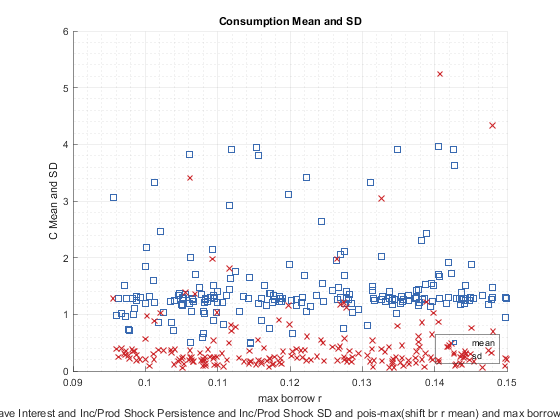 Consumption Mean and SD
C Mean and SD
6
5
4
3
2
1
0
mean
sd
0.09
0.1
0.11
0.12
0.13
0.14
0.15
max borrow r
ave Interest and Inc/Prod Shock Persistence and Inc/Prod Shock SD and pois-max(shift br r mean) and max borrow